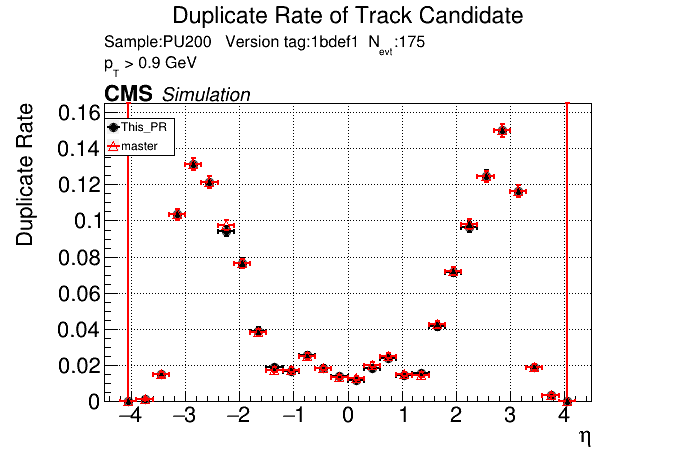 Duplicate Rate of Track Candidate
Sample:PU200 Version tag:1bdef1 Nevt:175
pT > 0.9 GeV
CMS Simulation
Duplicate Rate
0.16
0.14
0.12
0.1
0.08
0.06
0.04
0.02
0
This_PR
master
−4 −3 −2 −1 0 1 2 3 4
η